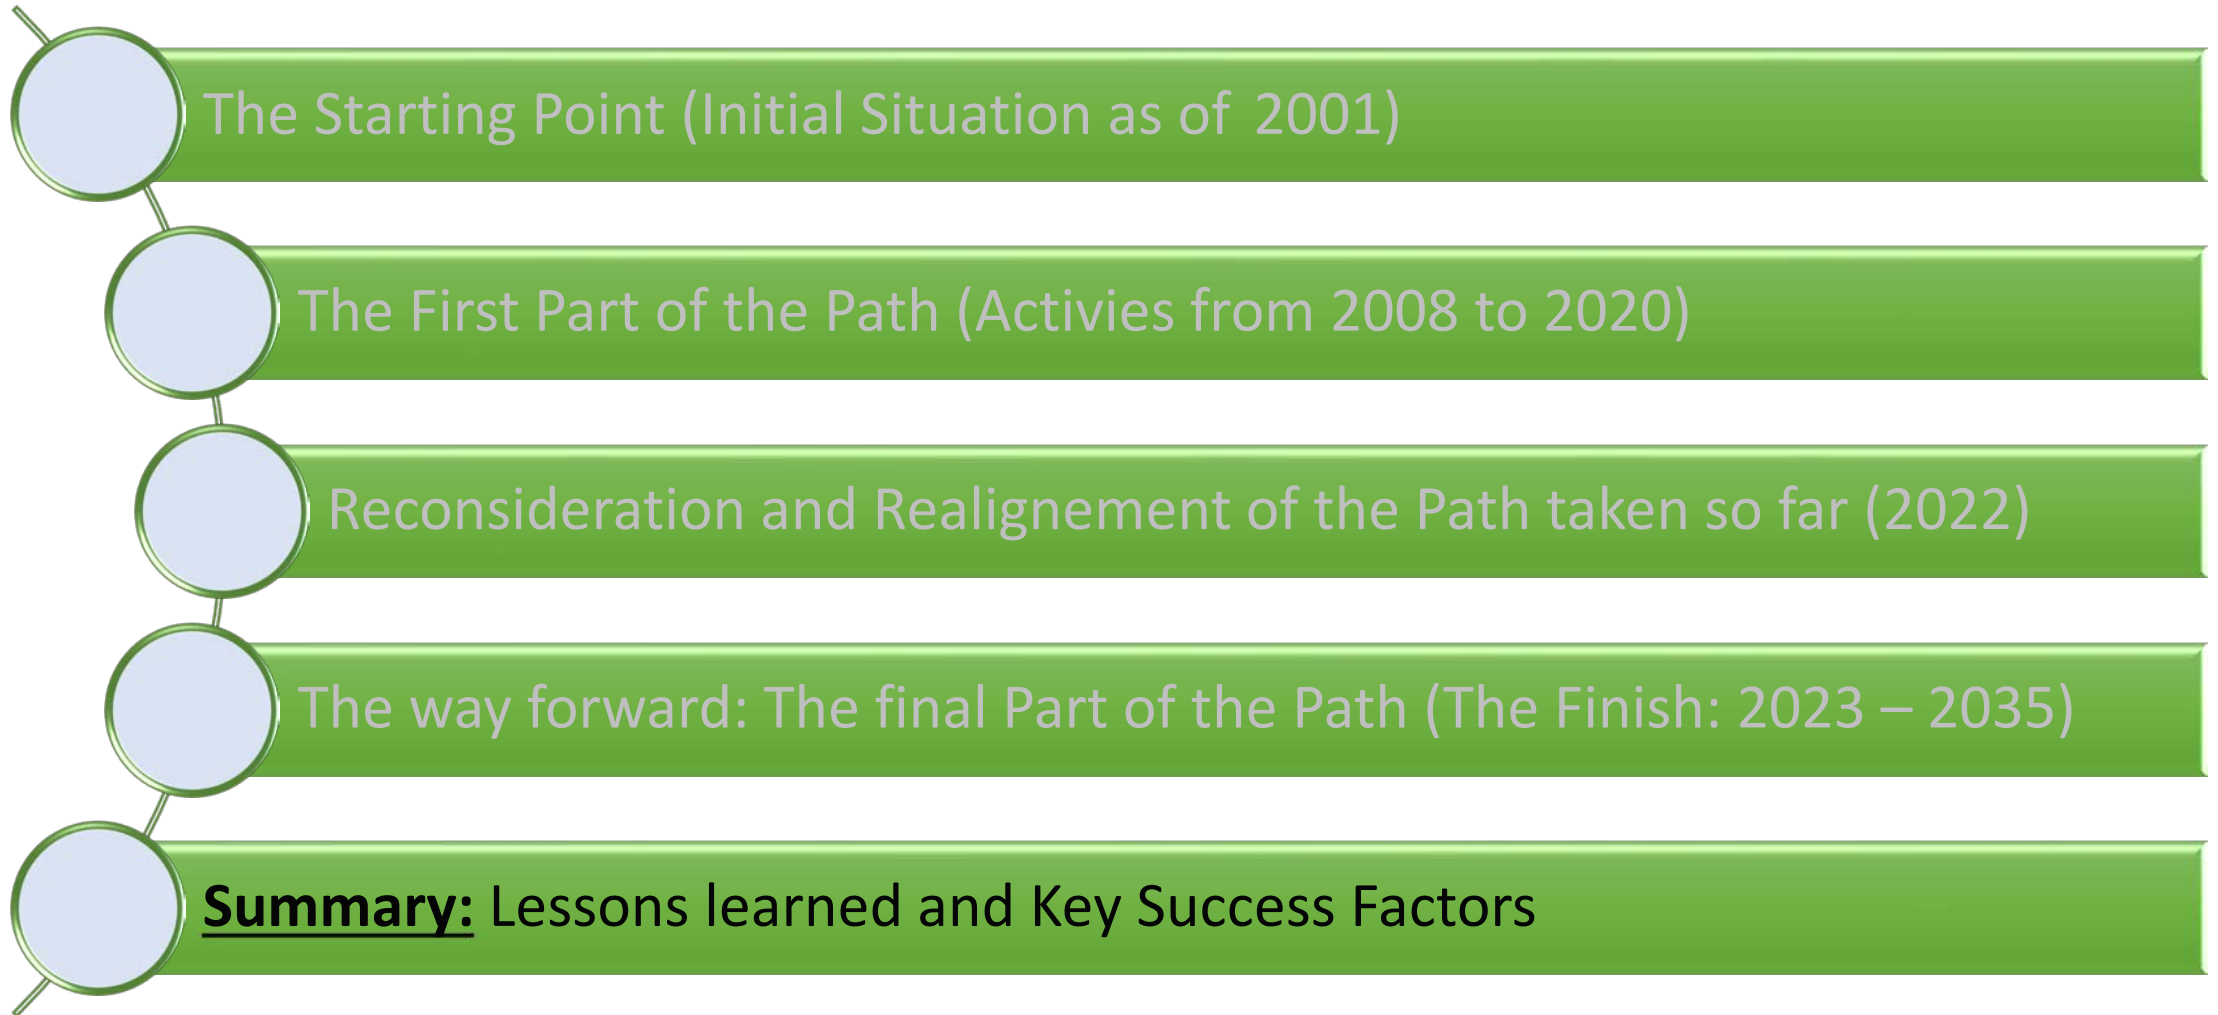 The Starting Point (Initial Situation as of 2001)
The First Part of the Path (Activies from 2008 to 2020)
Reconsideration and Realignement of the Path taken so far (2022)
The way forward: The final Part of the Path (The Finish: 2023 – 2035)
Summary: Lessons learned and Key Success Factors